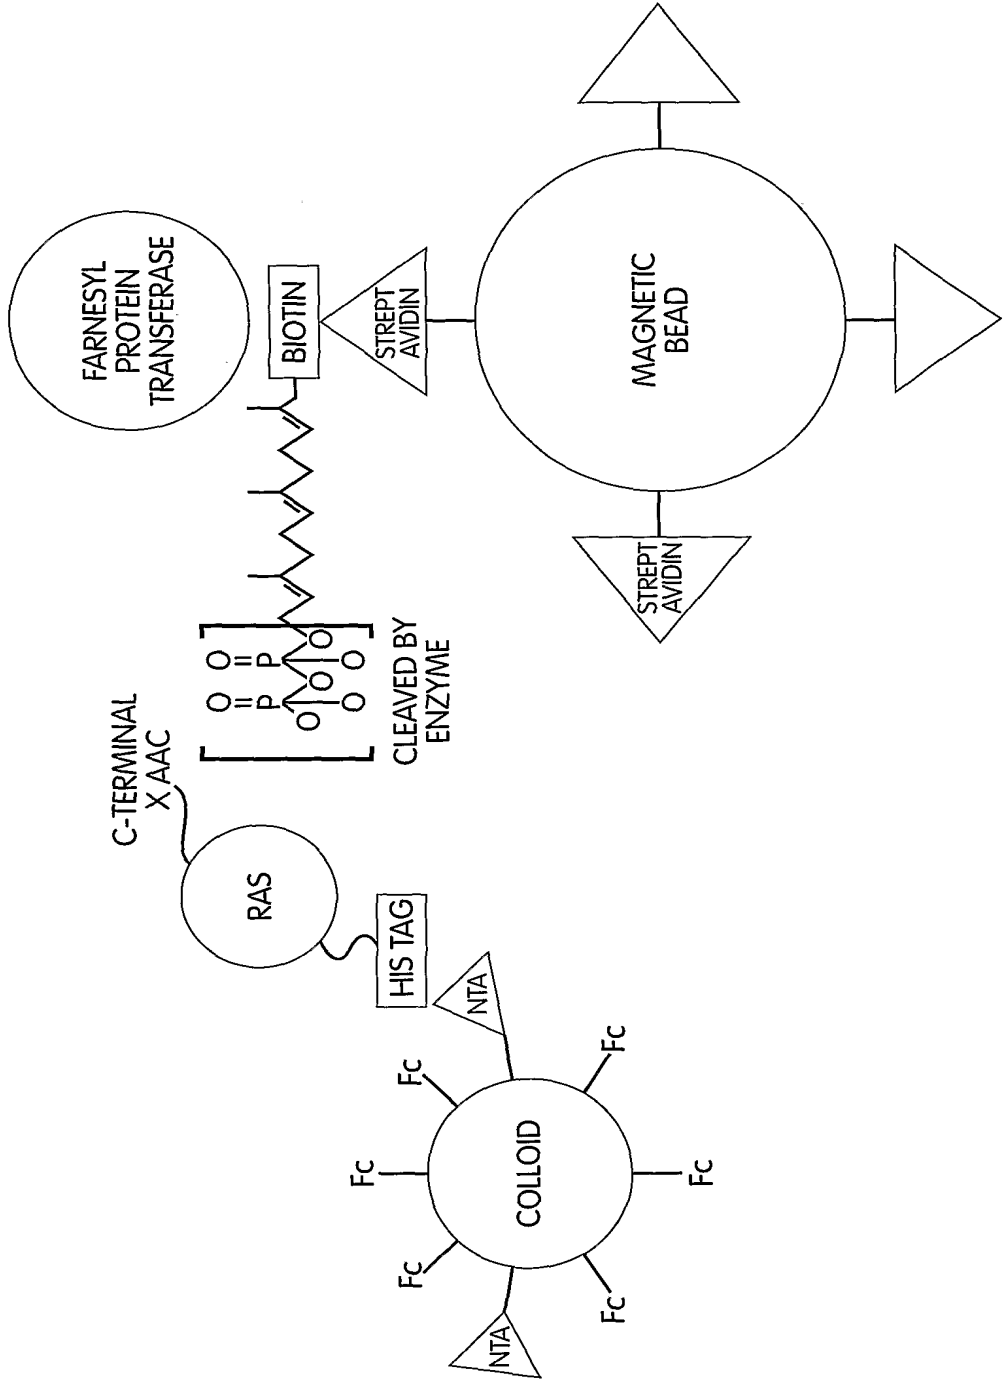 FARNESYL
PROTEIN
TRANSFERASE
C-TERMINAL
X AAC
O O
P P
O O O
O O
RAS
BIOTIN
CLEAVED BY
ENZYME
HIS TAG
STREPT
AVIDIN
Fc
Fc
Fc
NTA
NTA
COLLOID
Fc
Fc
Fc
STREPT
AVIDIN
MAGNETIC
BEAD